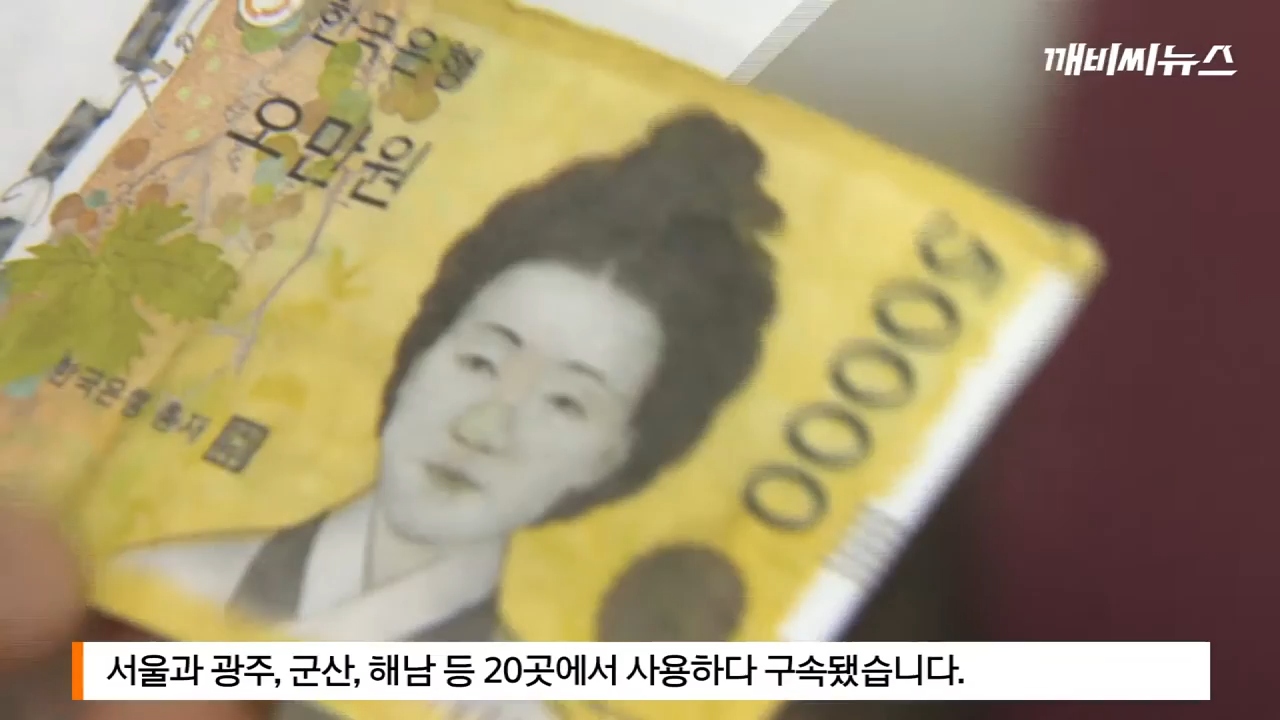 깨비씨뉴스
한국은행
오만원
50000
한국은행 총재
서울과 광주, 군산, 해남 등 20곳에서 사용하다 구속됐습니다.